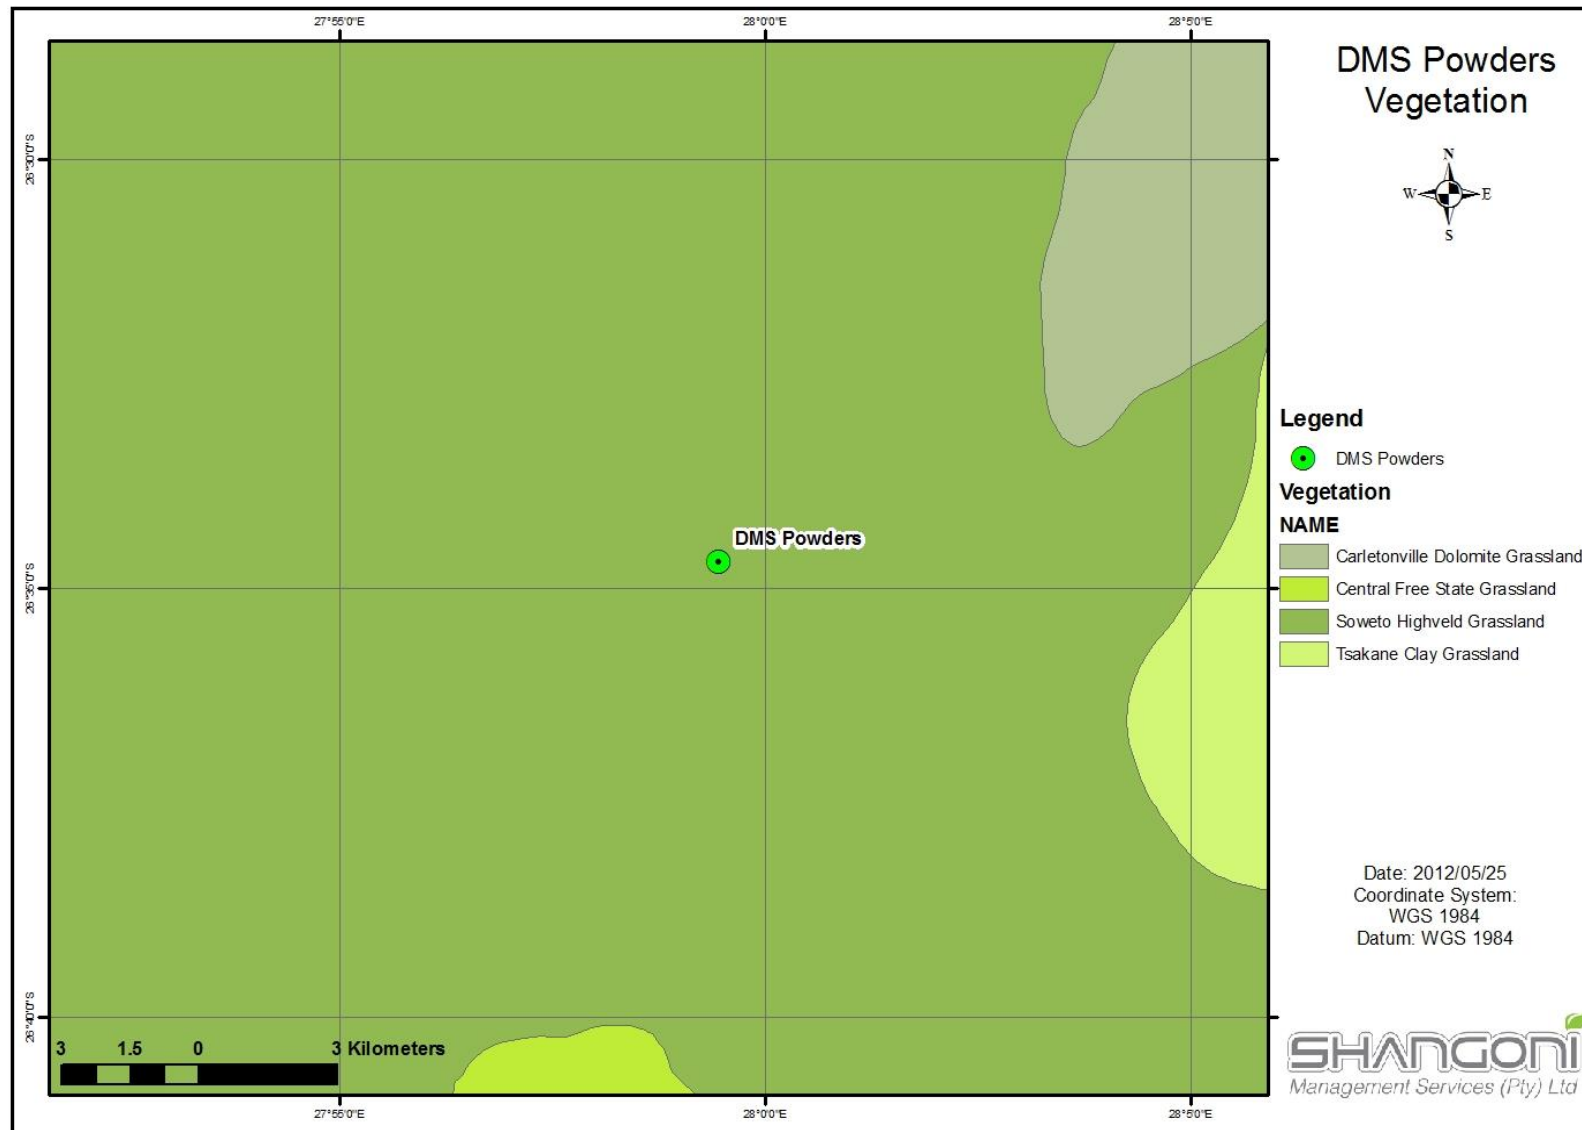 27°55'0"E 28°0'0"E 28°5'0"E
DMS Powders
Vegetation
N
W E
S
26°30'0"S
26°35'0"S
26°40'0"S
DMS Powders
Legend
DMS Powders
Vegetation
NAME
Carletonville Dolomite Grassland
Central Free State Grassland
Soweto Highveld Grassland
Tsakane Clay Grassland
Date: 2012/05/25
Coordinate System:
WGS 1984
Datum: WGS 1984
3 1.5 0 3 Kilometers
SHANGONI
Management Services (Pty) Ltd
27°55'0"E 28°0'0"E 28°5'0"E